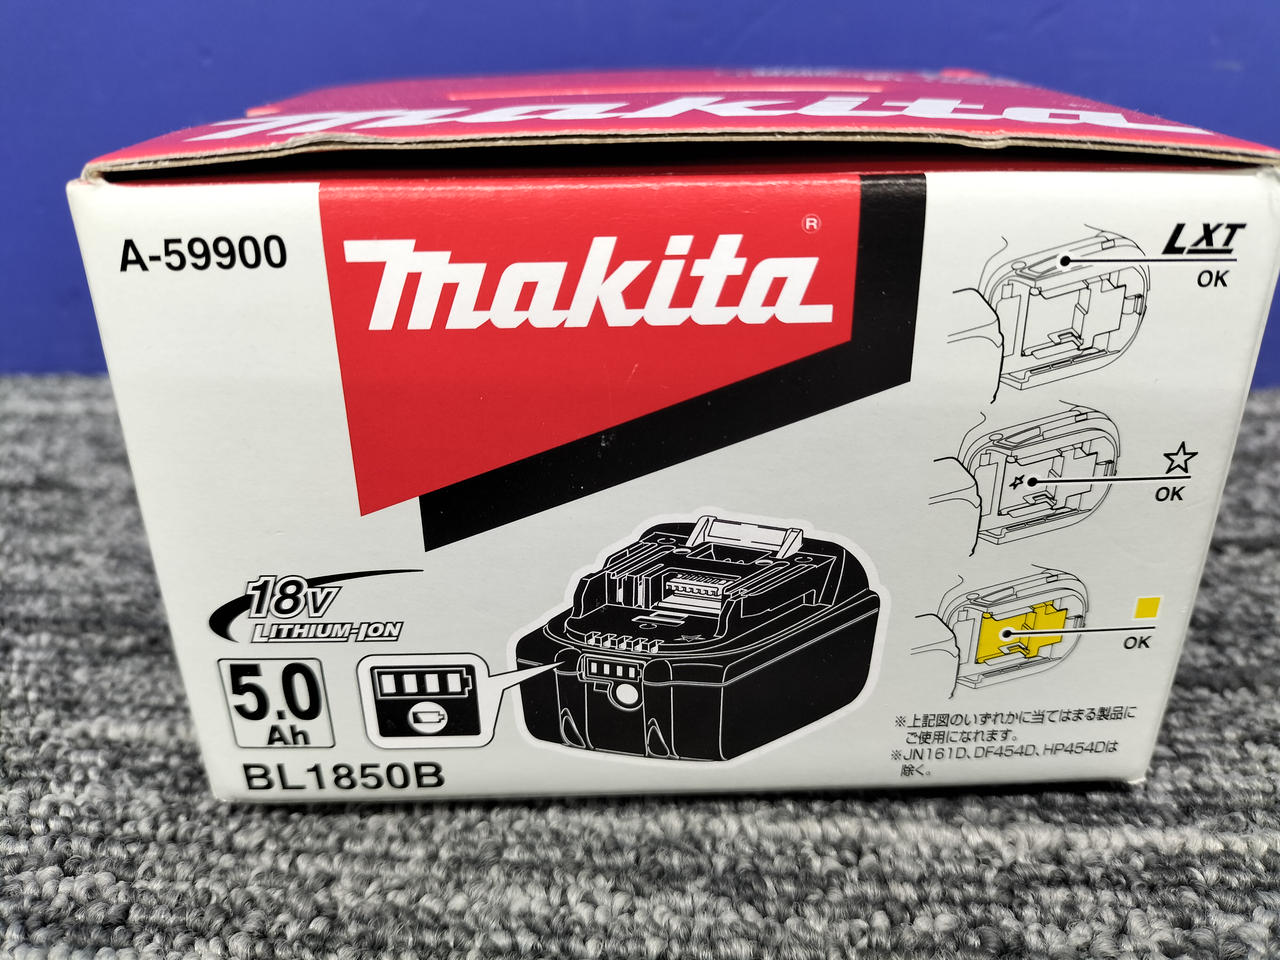 makita
A-59900
makita®
LXT
OK
☆
OK
OK
18V
LITHIUM-ION
5.0
Ah
BL1850B
※上記図のいずれかに当てはまる製品に
ご使用になれます。
※JN161D、DF454D、HP454Dは
除く。